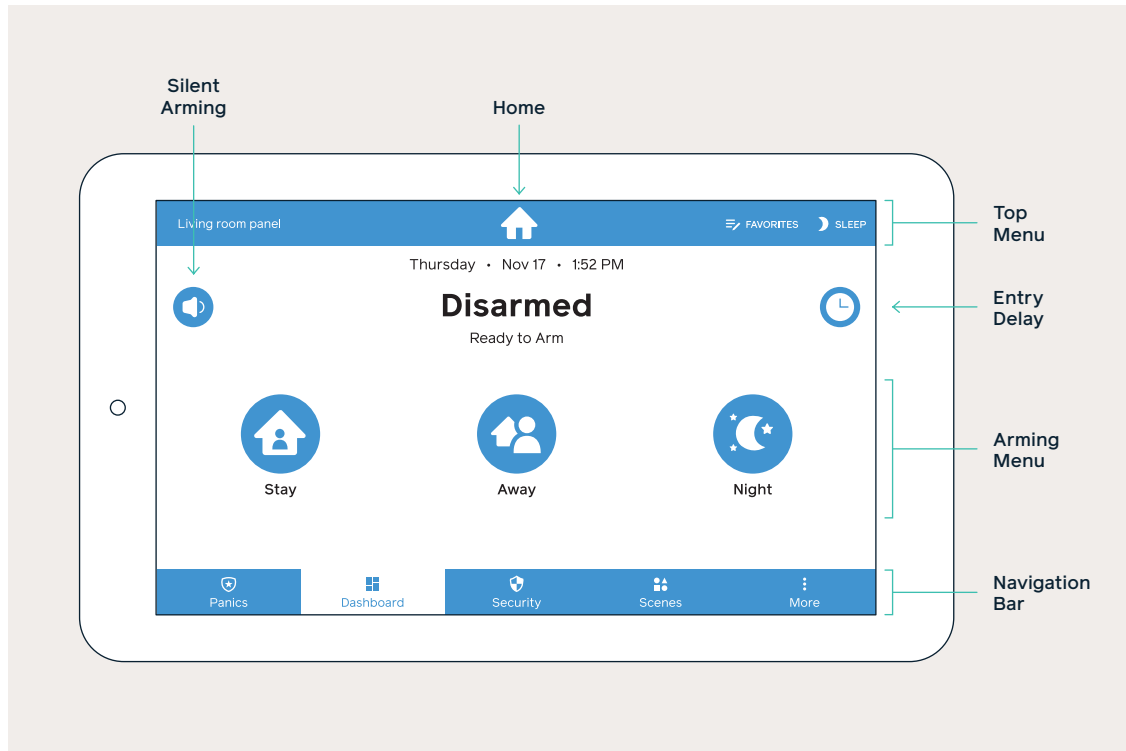 Silent
Arming
Home
Top
Menu
Living room panel
FAVORITES
SLEEP
Thursday • Nov 17 • 1:52 PM
Disarmed
Ready to Arm
Entry
Delay
Stay
Away
Night
Arming
Menu
Panics
Dashboard
Security
Scenes
More
Navigation
Bar